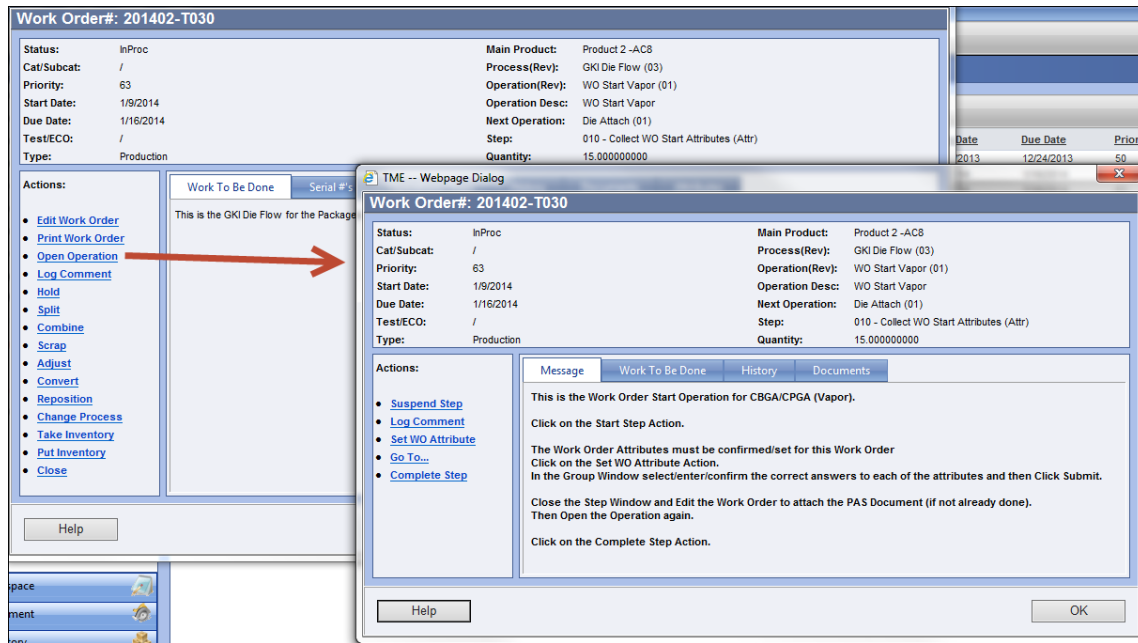 Work Order#: 201402-T030
Status: InProc Main Product: Product 2 -AC8
Cat/Subcat: / Process(Rev): GKI Die Flow (03)
Priority: 63 Operation(Rev): WO Start Vapor (01)
Start Date: 1/9/2014 Operation Desc: WO Start Vapor
Due Date: 1/16/2014 Next Operation: Die Attach (01)
Test/ECO: / Step: 010 - Collect WO Start Attributes (Attr)
Type: Production Quantity: 15.000000000
Date Due Date Prior
2013 12/24/2013 50
Actions:
Work To Be Done Serial #'s
This is the GKI Die Flow for the Package
Edit Work Order
Print Work Order
Open Operation
Log Comment
Hold
Split
Combine
Scrap
Adjust
Convert
Reposition
Change Process
Take Inventory
Put Inventory
Close
Help
space
ment
tory
TME -- Webpage Dialog
X
Work Order#: 201402-T030
Status: InProc Main Product: Product 2 -AC8
Cat/Subcat: / Process(Rev): GKI Die Flow (03)
Priority: 63 Operation(Rev): WO Start Vapor (01)
Start Date: 1/9/2014 Operation Desc: WO Start Vapor
Due Date: 1/16/2014 Next Operation: Die Attach (01)
Test/ECO: / Step: 010 - Collect WO Start Attributes (Attr)
Type: Production Quantity: 15.000000000
Actions:
Suspend Step
Log Comment
Set WO Attribute
Go To...
Complete Step
Message Work To Be Done History Documents
This is the Work Order Start Operation for CBGA/CPGA (Vapor).
Click on the Start Step Action.
The Work Order Attributes must be confirmed/set for this Work Order
Click on the Set WO Attribute Action.
In the Group Window select/enter/confirm the correct answers to each of the attributes and then Click Submit.
Close the Step Window and Edit the Work Order to attach the PAS Document (if not already done).
Then Open the Operation again.
Click on the Complete Step Action.
Help OK